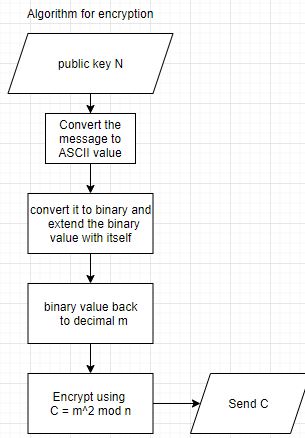 Algorithm for encryption
public key N
Convert the
message to
ASCII value
convert it to binary and
extend the binary
value with itself
binary value back
to decimal m
Encrypt using
C = m^2 mod n
Send C